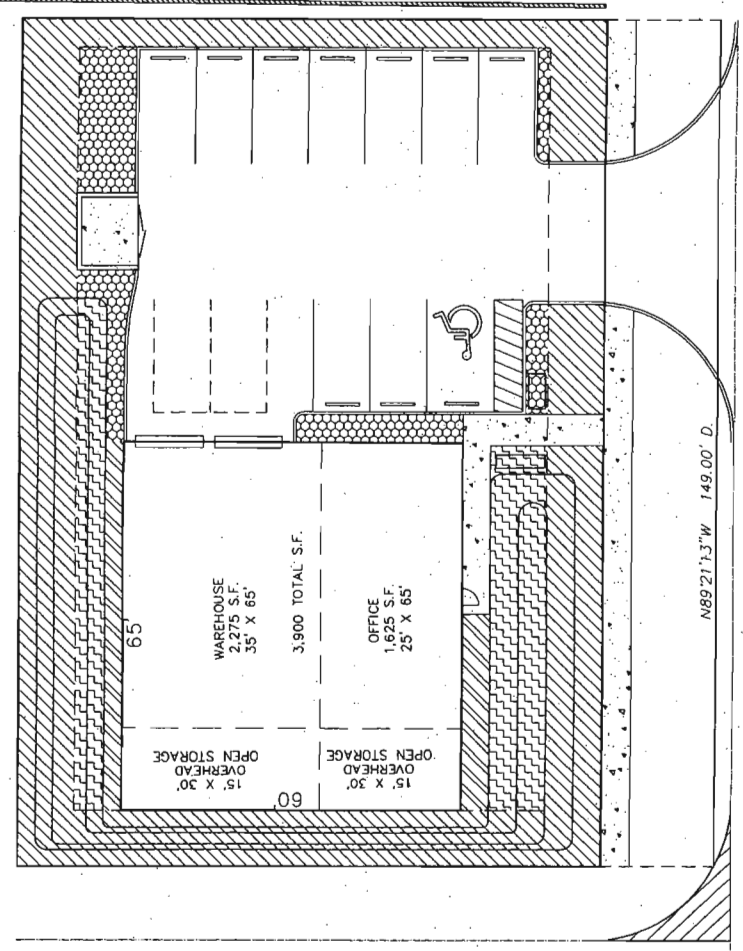 WAREHOUSE
2,275 S.F.
35' X 65'
3,900 TOTAL S.F.
OFFICE
1,625 S.F.
25' X 65'
65'
15' X 30'
OVERHEAD
OPEN STORAGE
15' X 30'
OVERHEAD
OPEN STORAGE
60'
N89°21'13"W 149.00' D.